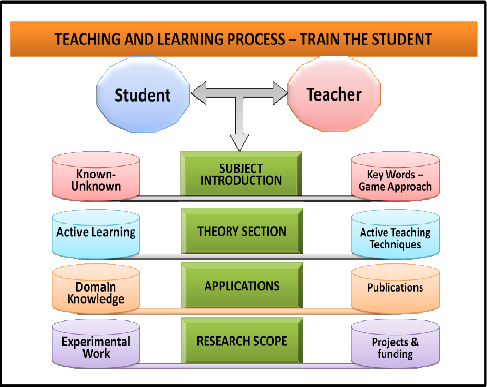 TEACHING AND LEARNING PROCESS – TRAIN THE STUDENT
Student
Teacher
Known-
Unknown
SUBJECT
INTRODUCTION
Key Words –
Game Approach
Active Learning
THEORY SECTION
Active Teaching
Techniques
Domain
Knowledge
APPLICATIONS
Publications
Experimental
Work
RESEARCH SCOPE
Projects &
funding